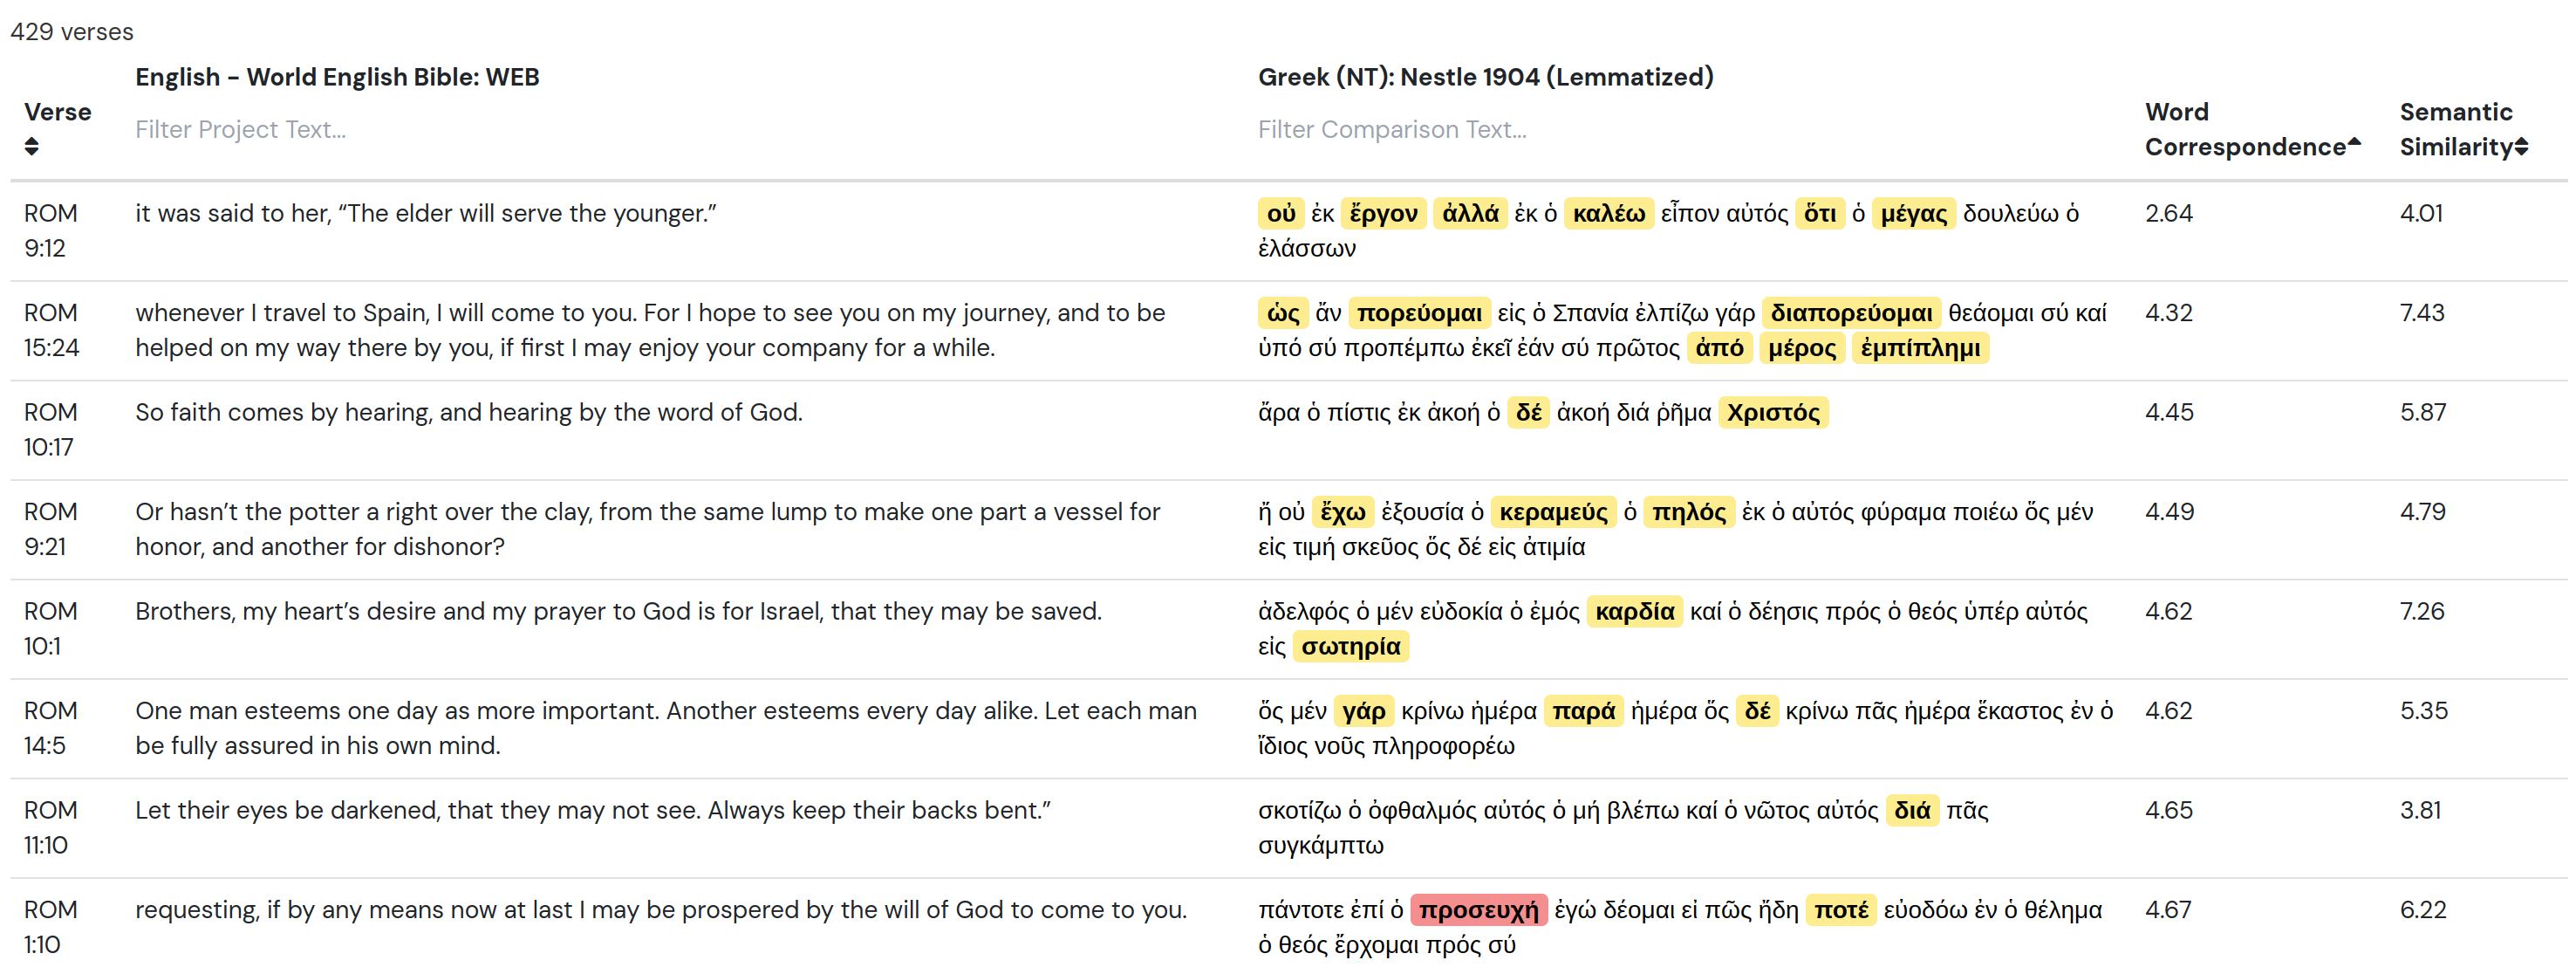 429 verses
English - World English Bible: WEB
Greek (NT): Nestle 1904 (Lemmatized)
Verse
Filter Project Text...
Filter Comparison Text...
Word Correspondence
Semantic Similarity
ROM 9:12
it was said to her, “The elder will serve the younger.”
οὐ ἐκ ἔργον ἀλλά ἐκ ὁ καλέω εἶπον αὐτός ὅτι ὁ μέγας δουλεύω ὁ
ἐλάσσων
2.64
4.01
ROM 15:24
whenever I travel to Spain, I will come to you. For I hope to see you on my journey, and to be
helped on my way there by you, if first I may enjoy your company for a while.
ὡς ἄν πορεύομαι εἰς ὁ Σπανία ἐλπίζω γάρ διαπορεύομαι θεάομαι σύ καί
ὑπό σύ προπέμπω ἐκεῖ ἐάν σύ πρῶτος ἀπό μέρος ἐμπίπλημι
4.32
7.43
ROM 10:17
So faith comes by hearing, and hearing by the word of God.
ἄρα ὁ πίστις ἐκ ἀκοή ὁ δέ ἀκοή διά ῥῆμα Χριστός
4.45
5.87
ROM 9:21
Or hasn’t the potter a right over the clay, from the same lump to make one part a vessel for
honor, and another for dishonor?
ἤ οὐ ἔχω ἐξουσία ὁ κεραμεύς ὁ πηλός ἐκ ὁ αὐτός φύραμα ποιέω ὅς μέν
εἰς τιμή σκεῦος ὅς δέ εἰς ἀτιμία
4.49
4.79
ROM 10:1
Brothers, my heart’s desire and my prayer to God is for Israel, that they may be saved.
ἀδελφός ὁ μέν εὐδοκία ὁ ἐμός καρδία καί ὁ δέησις πρός ὁ θεός ὑπέρ αὐτός
εἰς σωτηρία
4.62
7.26
ROM 14:5
One man esteems one day as more important. Another esteems every day alike. Let each man
be fully assured in his own mind.
ὅς μέν γάρ κρίνω ἡμέρα παρά ἡμέρα ὅς δέ κρίνω πᾶς ἡμέρα ἕκαστος ἐν ὁ
ἴδιος νοῦς πληροφορέω
4.62
5.35
ROM 11:10
Let their eyes be darkened, that they may not see. Always keep their backs bent.”
σκοτίζω ὁ ὀφθαλμός αὐτός ὁ μή βλέπω καί ὁ νῶτος αὐτός διά πᾶς
συγκάμπτω
4.65
3.81
ROM 1:10
requesting, if by any means now at last I may be prospered by the will of God to come to you.
πάντοτε ἐπί ὁ προσευχή ἐγώ δέομαι εἰ πῶς ἤδη ποτέ εὐοδόω ἐν ὁ θέλημα
ὁ θεός ἔρχομαι πρός σύ
4.67
6.22